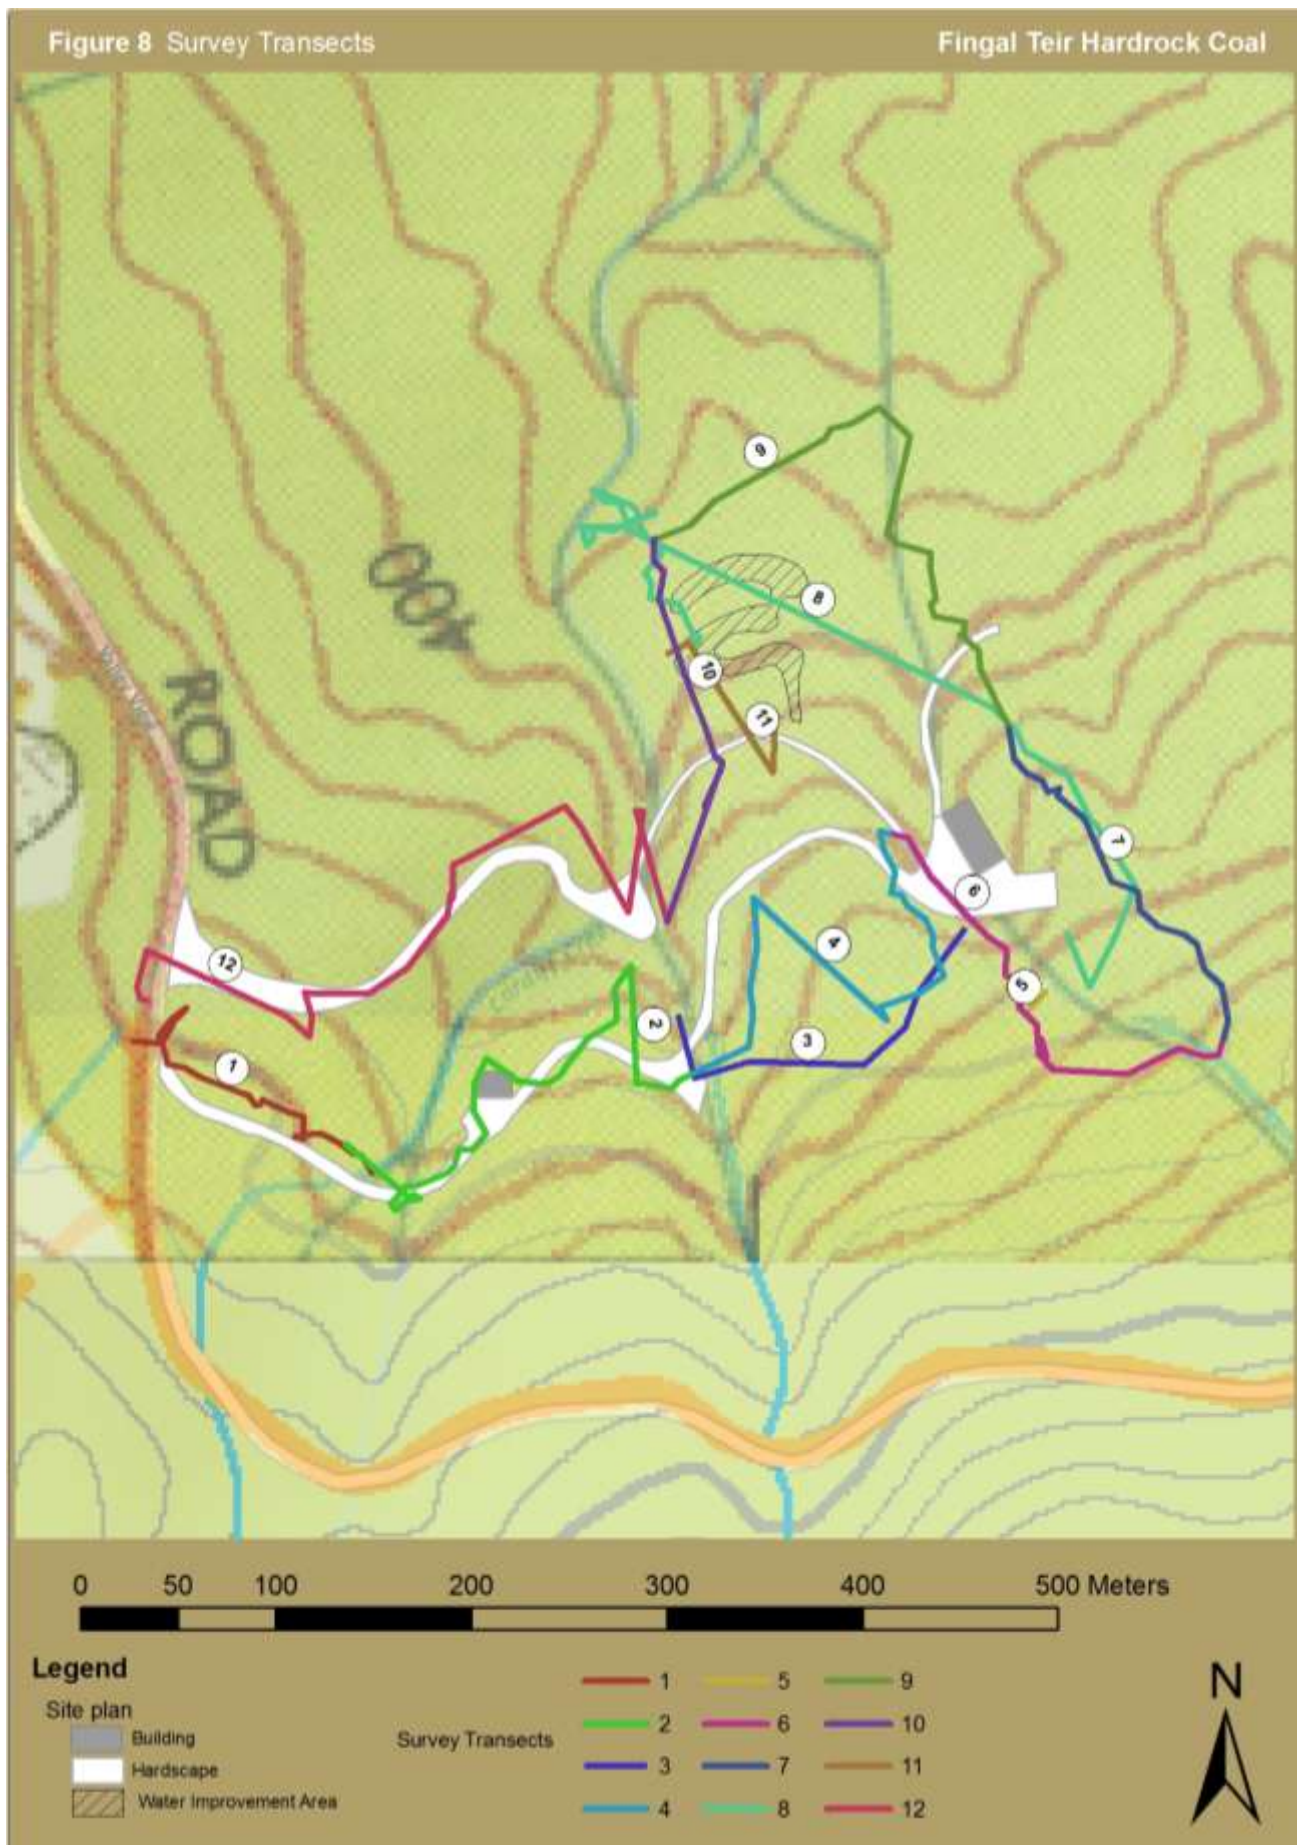 Figure 8 Survey Transects
Fingal Teir Hardrock Coal
9
400
8
10
11
ROAD
7
6
4
12
5
2
3
1
0 50 100 200 300 400 500 Meters
Legend
Site plan
Building
Hardscape
Water Improvement Area
Survey Transects
1 5 9
2 6 10
3 7 11
4 8 12
N